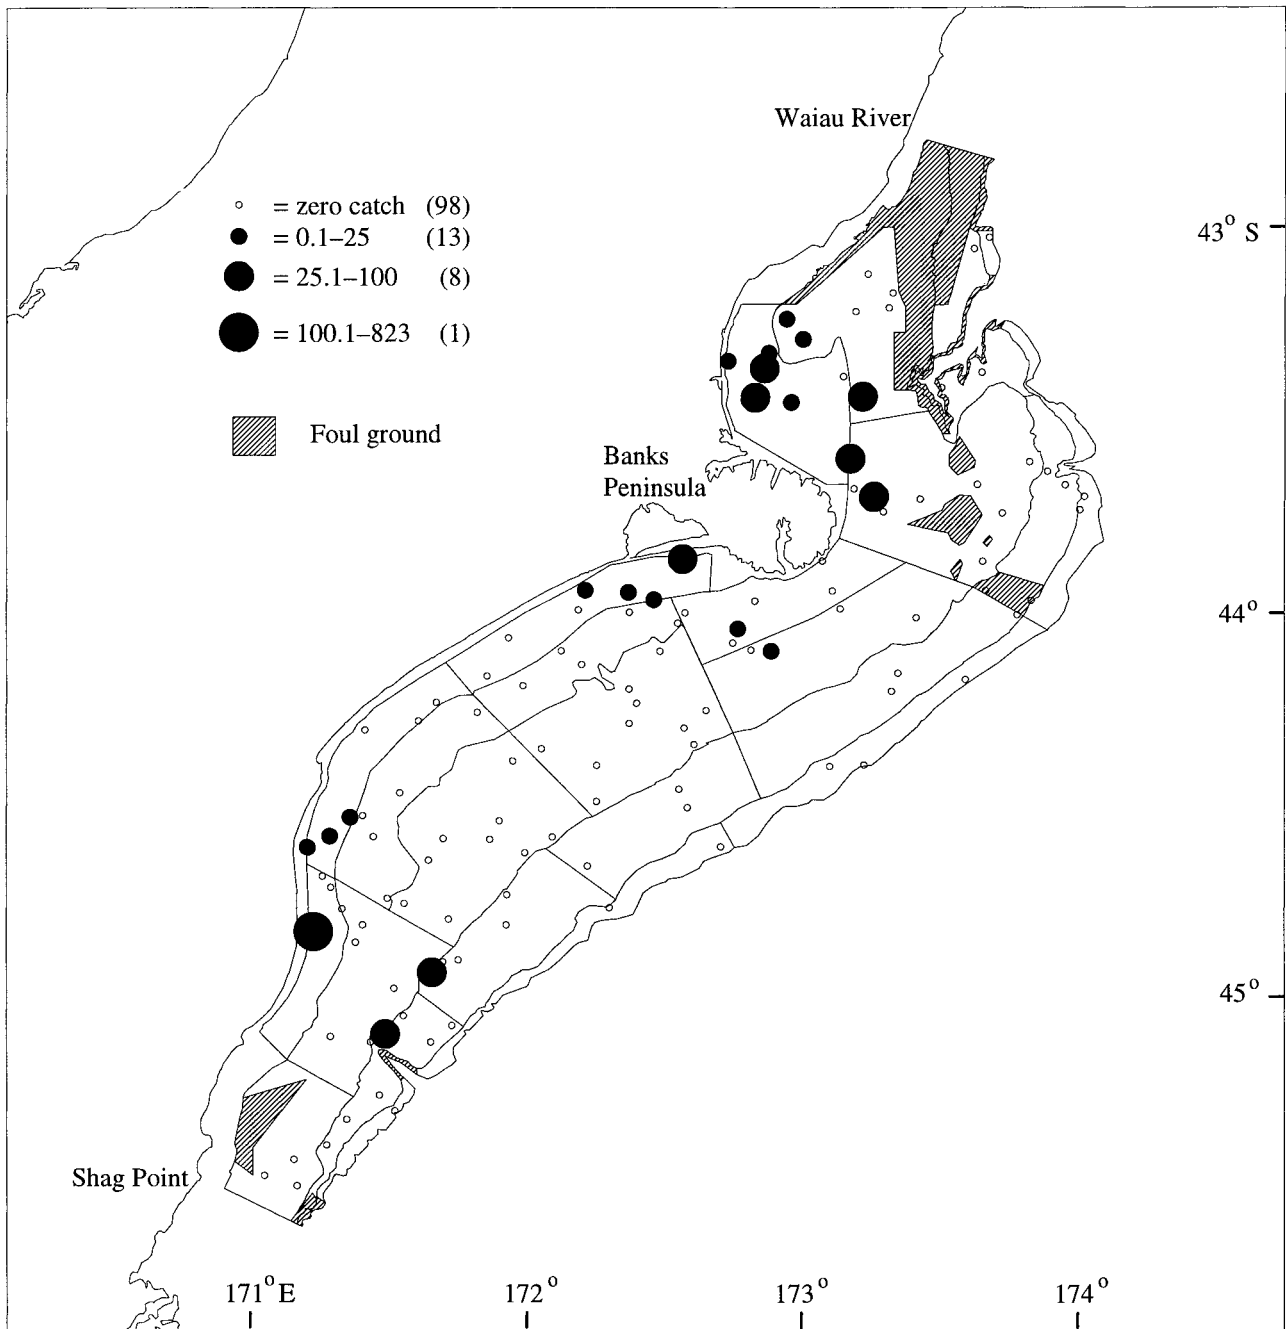 Waiau River
= zero catch (98)
= 0.1–25 (13)
= 25.1–100 (8)
= 100.1–823 (1)
Foul ground
43° S
Banks
Peninsula
44°
45°
Shag Point
171° E
172°
173°
174°